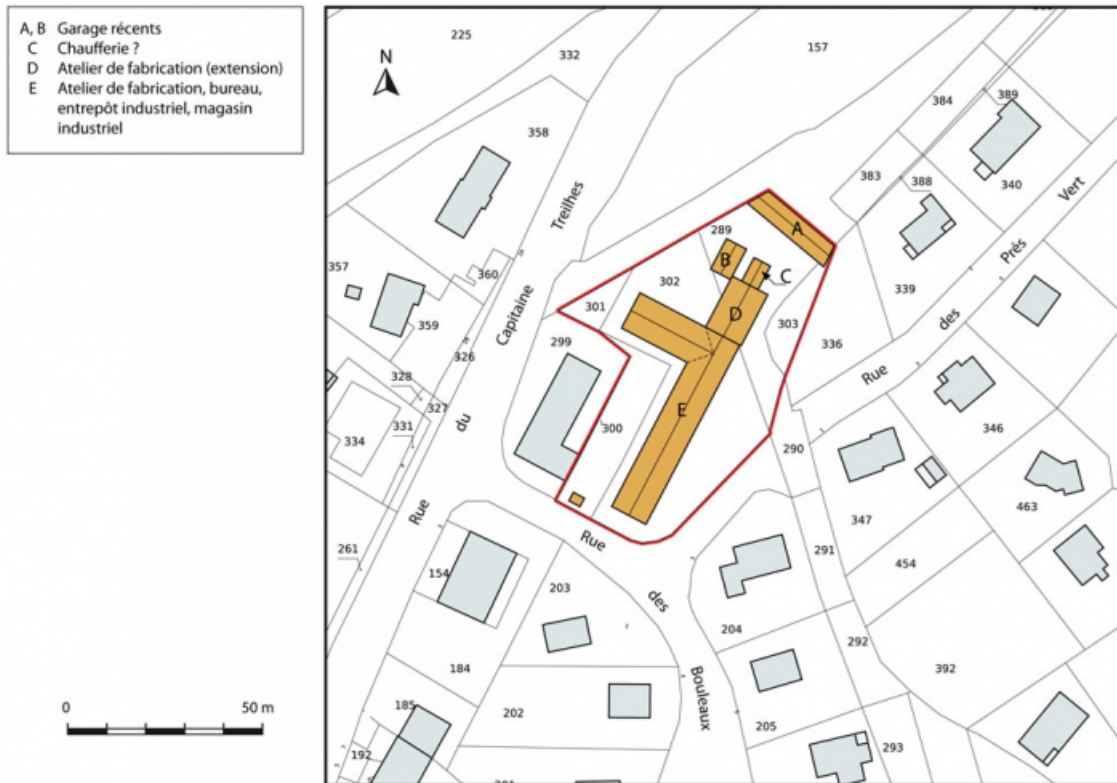 A, B Garage récents
C Chaufferie ?
D Atelier de fabrication (extension)
E Atelier de fabrication, bureau,
entrepôt industriel, magasin
industriel
N
225
332
157
358
384
389
383
388
340
Rue du Capitaine Treilhes
Rue des Prés Vert
357
360
359
289
A
B
C
302
D
339
301
303
336
299
326
328
327
331
334
E
300
290
346
347
463
261
Rue des Bouleaux
154
203
291
454
204
184
292
392
185
202
205
293
192
201
0
50 m